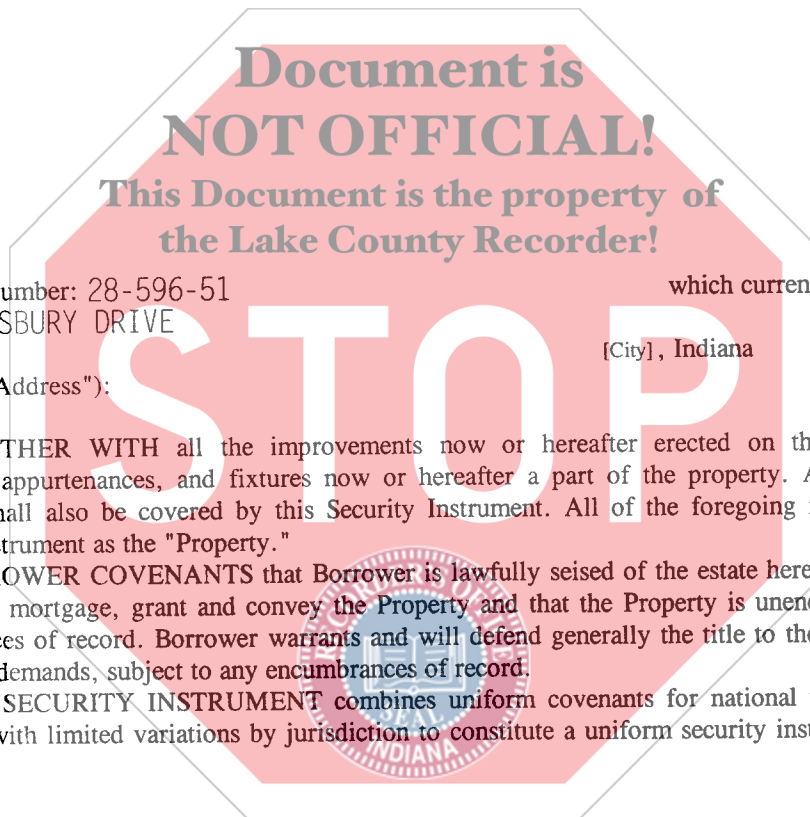 Document is
NOT OFFICIAL!
This Document is the property of
the Lake County Recorder!
umber: 28-596-51 which curren
SBURY DRIVE
[City] , Indiana
Address"):
STOP
THER WITH all the improvements now or hereafter erected on th
appurtenances, and fixtures now or hereafter a part of the property. A
hall also be covered by this Security Instrument. All of the foregoing
trument as the "Property."
OWER COVENANTS that Borrower is lawfully seised of the estate here
mortgage, grant and convey the Property and that the Property is unen
ces of record. Borrower warrants and will defend generally the title to the
demands, subject to any encumbrances of record.
SECURITY INSTRUMENT combines uniform covenants for national
with limited variations by jurisdiction to constitute a uniform security inst
SEAL
INDIANA